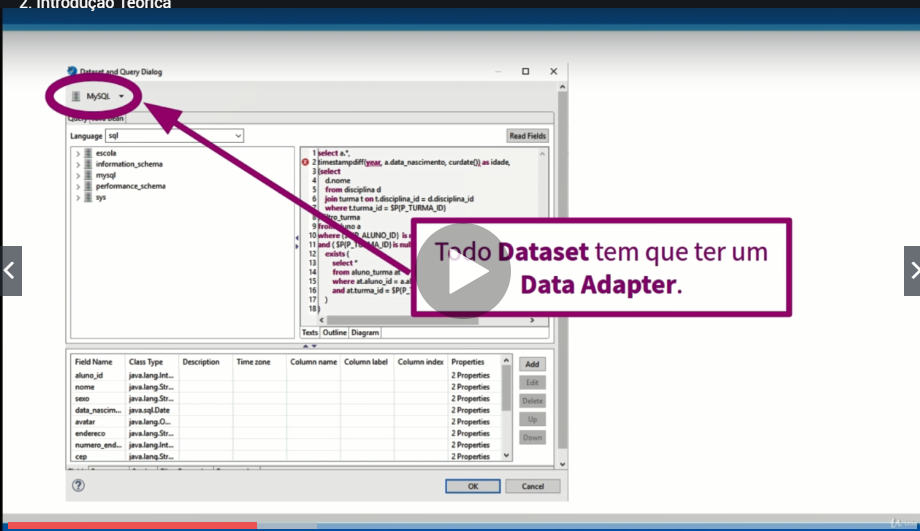 2. Introdução Teórica
Dataset and Query Dialog
MySQL
Language sql
Read Fields
escola
information_schema
mysql
performance_schema
sys
1 select a.*,
2 timestampdiff(year, a.data_nascimento, curdate()) as idade,
3 (select
4 d.nome
5 from disciplina d
6 join turma t on t.disciplina_id = d.disciplina_id
7 where t.turma_id = $P{P_TURMA_ID}
8
9 from aluno a
10 where
11 and ( $P{P_TURMA_ID} is
12 exists (
13 select *
14 from aluno_turma at
15 where at.aluno_id =
16 and at.turma_id =
17 )
18 )
Todo Dataset tem que ter um
Data Adapter.
Texts Outline Diagram
Field Name Class Type Description Time zone Column name Column label Column index Properties
aluno_id java.lang.Int... 2 Properties
nome java.lang.Str... 2 Properties
sexo java.lang.Str... 2 Properties
data_nascim... java.sql.Date 2 Properties
avatar java.lang.O... 2 Properties
endereco java.lang.Str... 2 Properties
numero_end... java.lang.Int... 2 Properties
cep java.lang.Str... 2 Properties
Add
Edit
Delete
Up
Down
OK Cancel